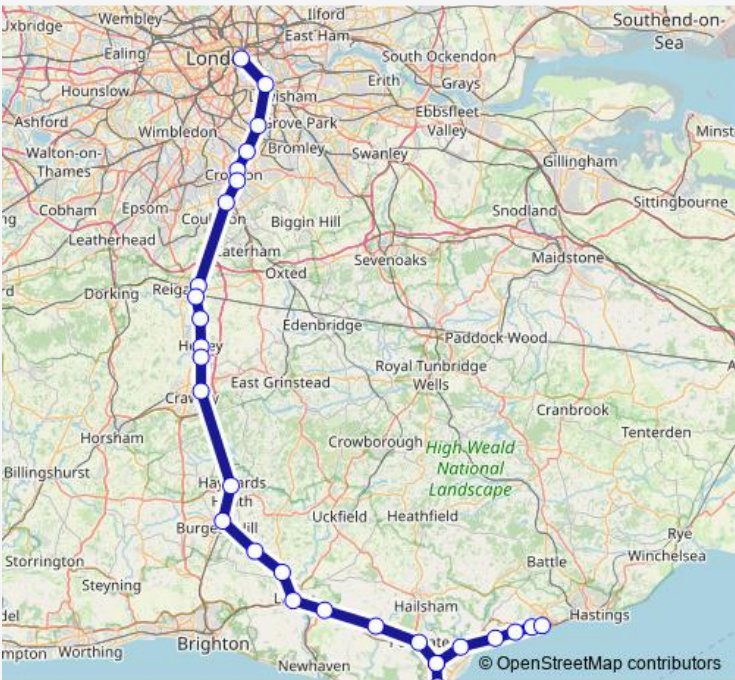 Wembley
Ilford
Southend-on-
Sea
Uxbridge
Ealing
East Ham
South Ockendon
Hounslow
Erith
Grays
Ashford
Wimbledon
Grove Park
Ebbsfleet
Valley
Walton-on-
Thames
Bromley
Swanley
Gillingham
Cobham
Epsom
Biggin Hill
Snodland
Sittingbourne
Leatherhead
Oxted
Sevenoaks
Maidstone
Dorking
Edenbridge
Paddock Wood
Royal Tunbridge
Wells
East Grinstead
Cranbrook
Horsham
Crowborough
High Weald
National
Landscape
Tenterden
Billingshurst
Uckfield
Heathfield
Rye
Storrington
Battle
Winchelsea
Steyning
Hailsham
Hastings
Worthing
Brighton
Newhaven
© OpenStreetMap contributors